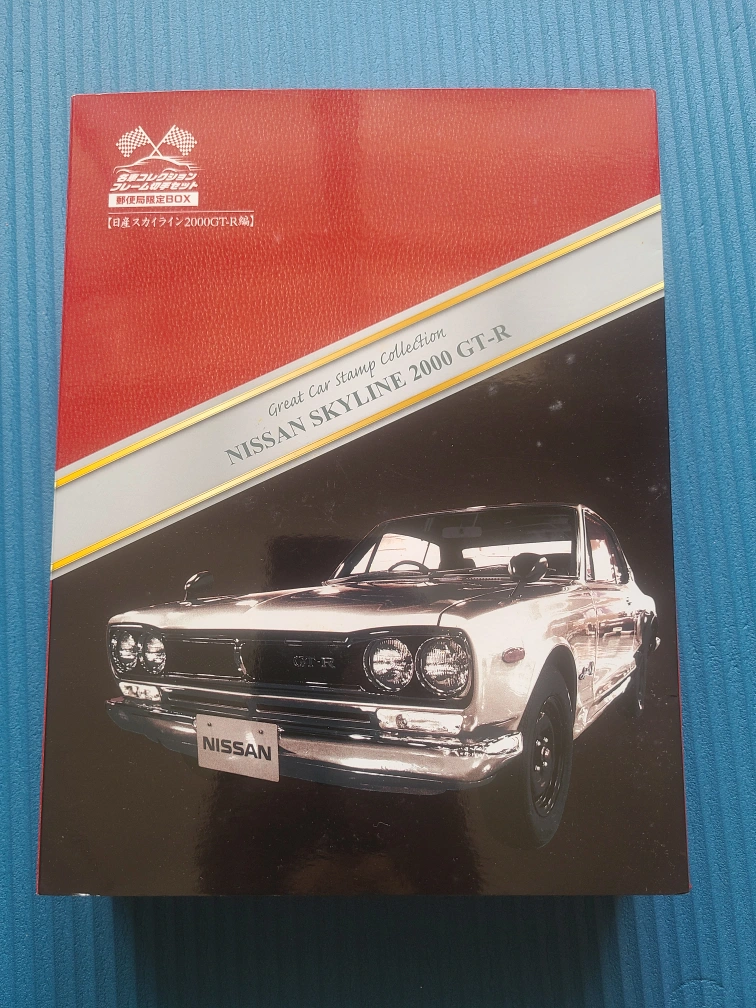 名車コレクション
フレーム切手セット
郵便局限定BOX
【日産スカイライン2000GT-R編】
Great Car Stamp Collection
NISSAN SKYLINE 2000 GT-R
GT-R
NISSAN